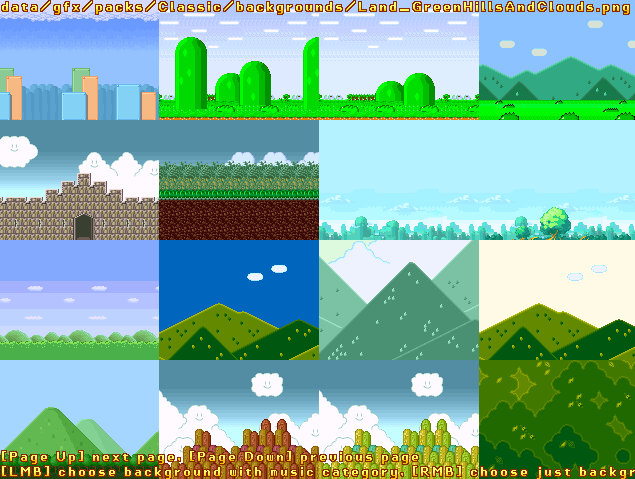 data/gfx/packs/Classic/backgrounds/Land_GreenHillsAndClouds.png
[Page Up] next page, [Page Down] previous page
[LMB] choose background with music category, [RMB] choose just backgr